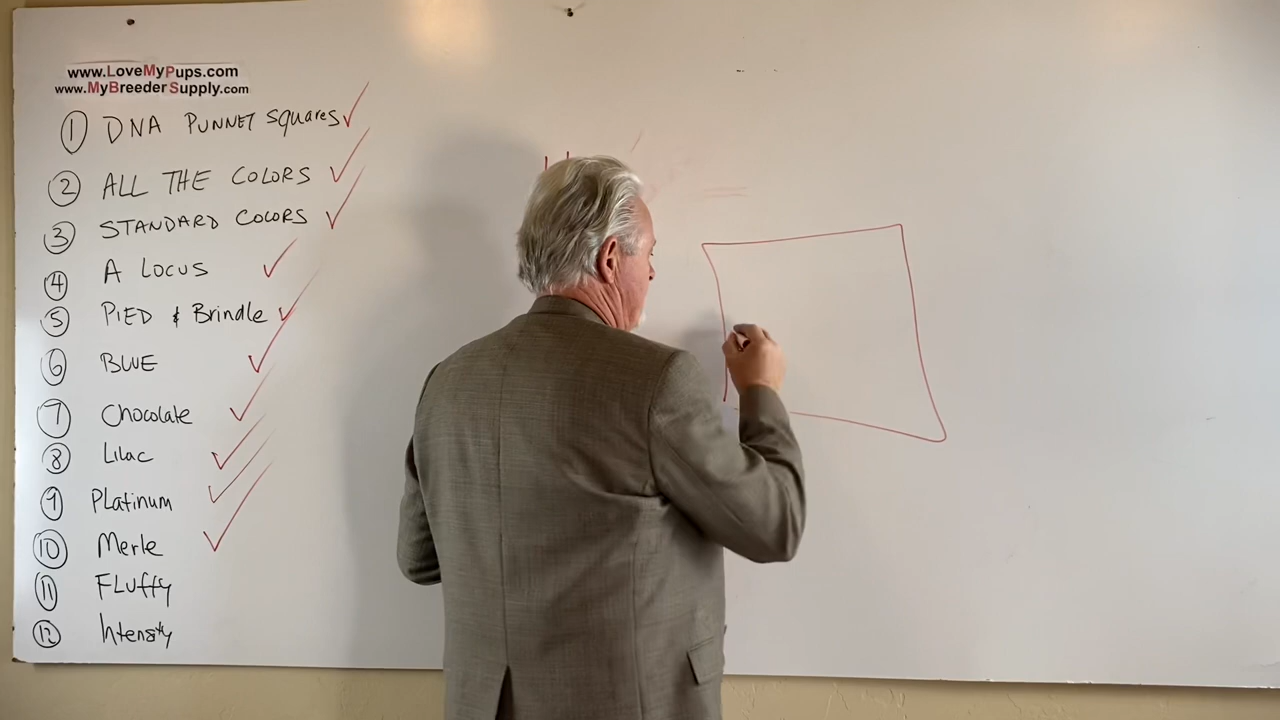 www.LoveMyPups.com
www.MyBreederSupply.com
1 DNA PUNNET Squares
2 ALL THE COLORS
3 STANDARD COLORS
4 A LOCUS
5 PIED & Brindle
6 BLUE
7 Chocolate
8 Lilac
9 Platinum
10 Merle
11 FLuffy
12 Intensity